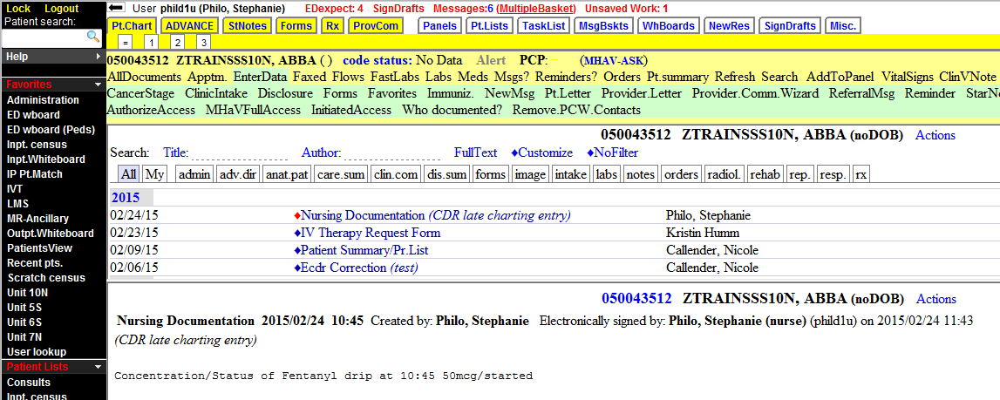 Lock Logout
Patient search:
Help
Favorites
Administration
ED wboard
ED wboard (Peds)
Inpt. census
Inpt.Whiteboard
IP Pt.Match
IVT
LMS
MR-Ancillary
Outpt.Whiteboard
PatientsView
Recent pts.
Scratch census
Unit 10N
Unit 5S
Unit 6S
Unit 7N
User lookup
Patient Lists
Consults
Inpt. census
User phild1u (Philo, Stephanie) EDexpect: 4 SignDrafts Messages:6 (MultipleBasket) Unsaved Work: 1
Pt.Chart ADVANCE StNotes Forms Rx ProvCom Panels Pt.Lists TaskList MsgBskts WhBoards NewRes SignDrafts Misc.
= 1 2 3
050043512 ZTRAINSSS10N, ABBA ( ) code status: No Data Alert PCP: – (MHAV-ASK)
AllDocuments Apptm. EnterData Faxed Flows FastLabs Labs Meds Msgs? Reminders? Orders Pt.summary Refresh Search AddToPanel VitalSigns ClinVNote
CancerStage ClinicIntake Disclosure Forms Favorites Immuniz. NewMsg Pt.Letter Provider.Letter Provider.Comm.Wizard ReferralMsg Reminder StarNo
AuthorizeAccess MHaVFullAccess InitiatedAccess Who documented? Remove.PCW.Contacts
050043512 ZTRAINSSS10N, ABBA (noDOB) Actions
Search: Title: Author: FullText ♦Customize ♦NoFilter
All My admin adv.dir anat.pat care.sum clin.com dis.sum forms image intake labs notes orders radiol. rehab rep. resp. rx
2015
02/24/15 ♦Nursing Documentation (CDR late charting entry) Philo, Stephanie
02/23/15 ♦IV Therapy Request Form Kristin Humm
02/09/15 ♦Patient Summary/Pr.List Callender, Nicole
02/06/15 ♦Ecdr Correction (test) Callender, Nicole
050043512 ZTRAINSSS10N, ABBA (noDOB) Actions
Nursing Documentation 2015/02/24 10:45 Created by: Philo, Stephanie Electronically signed by: Philo, Stephanie (nurse) (phild1u) on 2015/02/24 11:43
(CDR late charting entry)
Concentration/Status of Fentanyl drip at 10:45 50mcg/started